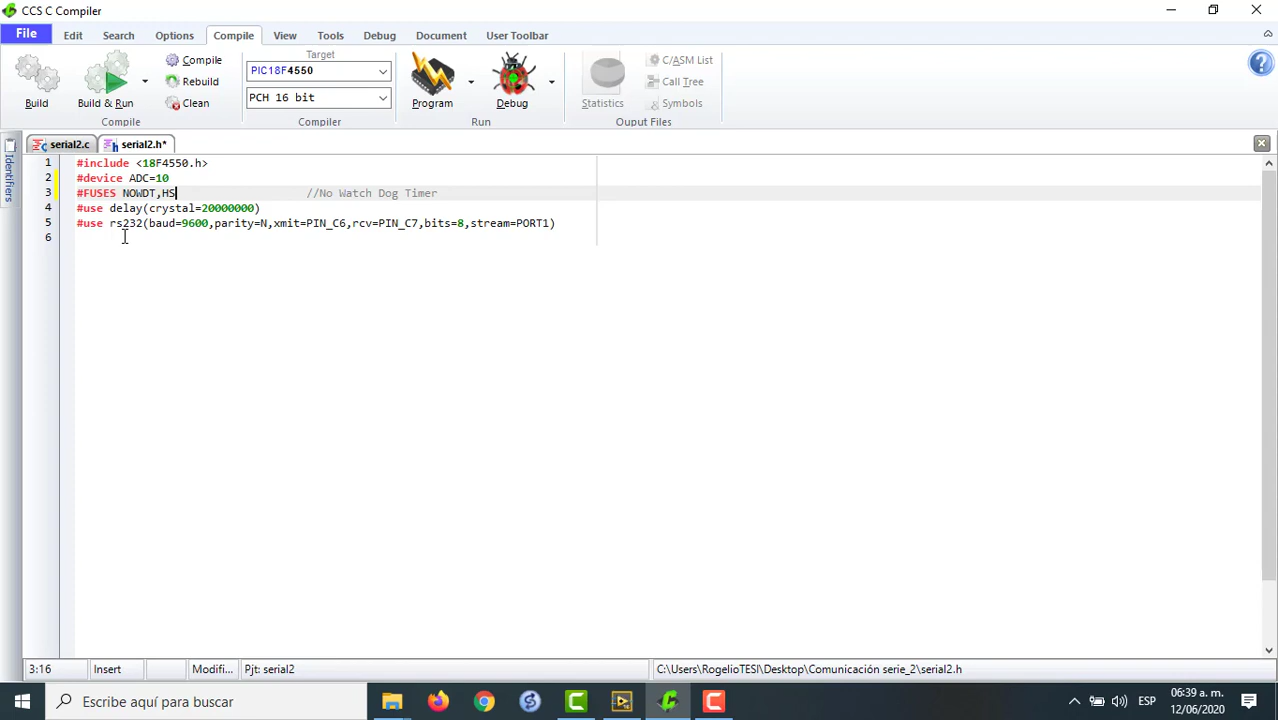 CCS C Compiler
File Edit Search Options Compile View Tools Debug Document User Toolbar
Target
Compile
PIC18F4550
C/ASM List
Rebuild
Call Tree
PCH 16 bit
Build
Build & Run
Clean
Program
Debug
Statistics
Symbols
Compile
Compiler
Run
Ouput Files
Identifiers
serial2.c
serial2.h*
1 #include <18F4550.h>
2 #device ADC=10
3 #FUSES NOWDT,HS //No Watch Dog Timer
4 #use delay(crystal=20000000)
5 #use rs232(baud=9600,parity=N,xmit=PIN_C6,rcv=PIN_C7,bits=8,stream=PORT1)
6
3:16 Insert Modifi... Pjt: serial2 C:\Users\RogelioTESI\Desktop\Comunicación serie_2\serial2.h
Escribe aquí para buscar
ESP
06:39 a. m.
12/06/2020